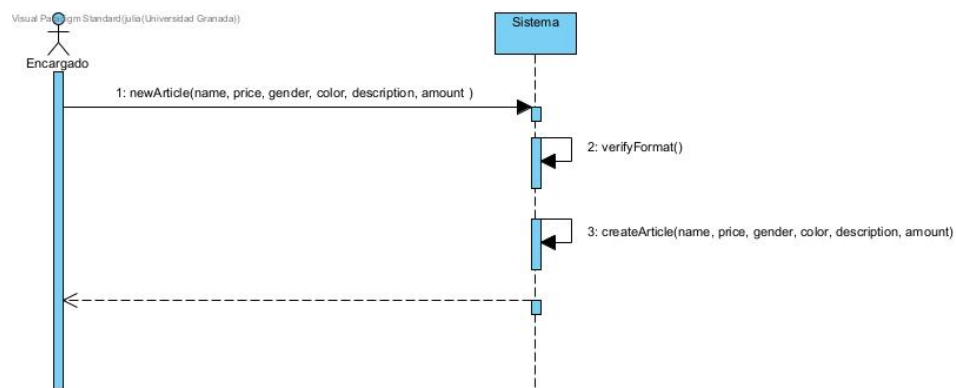 Visual Paradigm Standard(julia(Universidad Granada))
Sistema
Encargado
1: newArticle(name, price, gender, color, description, amount )
2: verifyFormat()
3: createArticle(name, price, gender, color, description, amount)